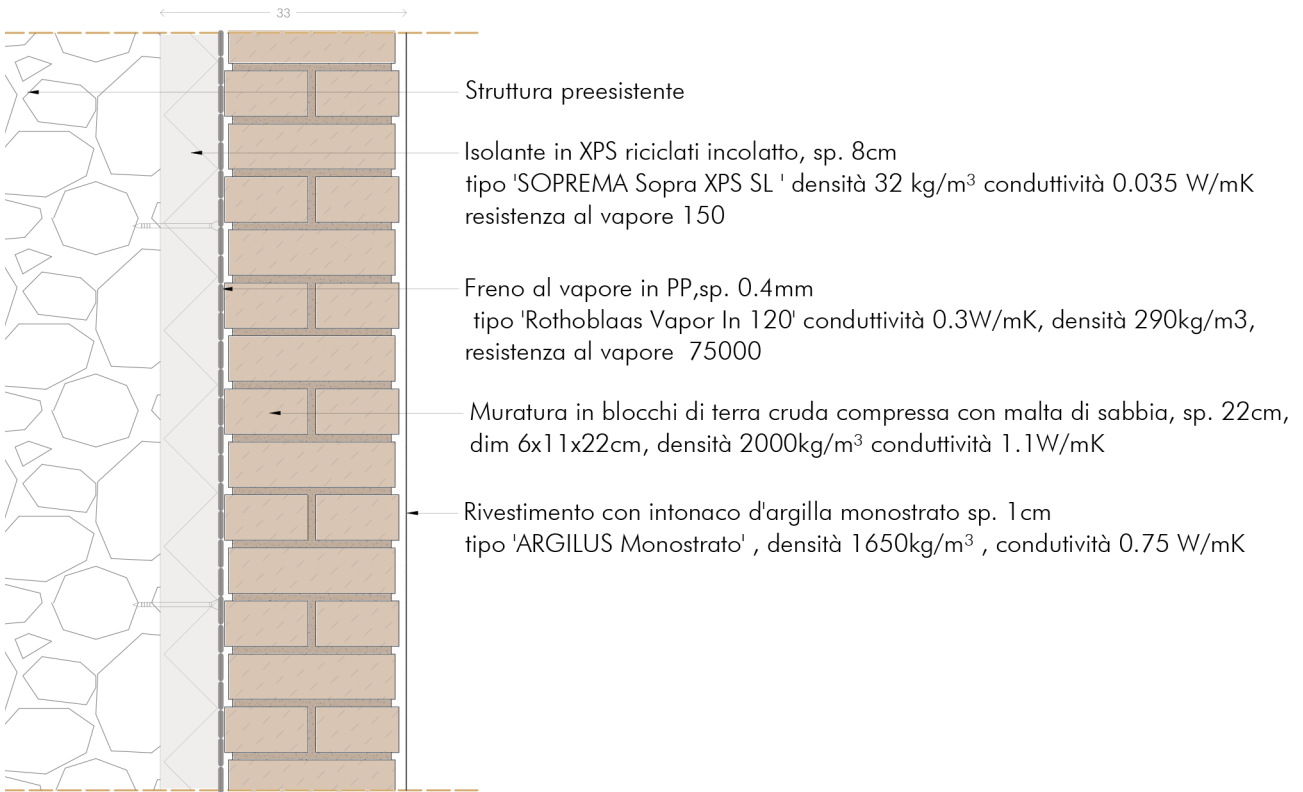 33
Struttura preesistente
Isolante in XPS riciclati incolatto, sp. 8cm
tipo 'SOPREMA Sopra XPS SL ' densità 32 kg/m³ conduttività 0.035 W/mK
resistenza al vapore 150
Freno al vapore in PP,sp. 0.4mm
tipo 'Rothoblaas Vapor In 120' conduttività 0.3W/mK, densità 290kg/m3,
resistenza al vapore 75000
Muratura in blocchi di terra cruda compressa con malta di sabbia, sp. 22cm,
dim 6x11x22cm, densità 2000kg/m³ conduttività 1.1W/mK
Rivestimento con intonaco d'argilla monostrato sp. 1cm
tipo 'ARGILUS Monostrato' , densità 1650kg/m³ , condutività 0.75 W/mK